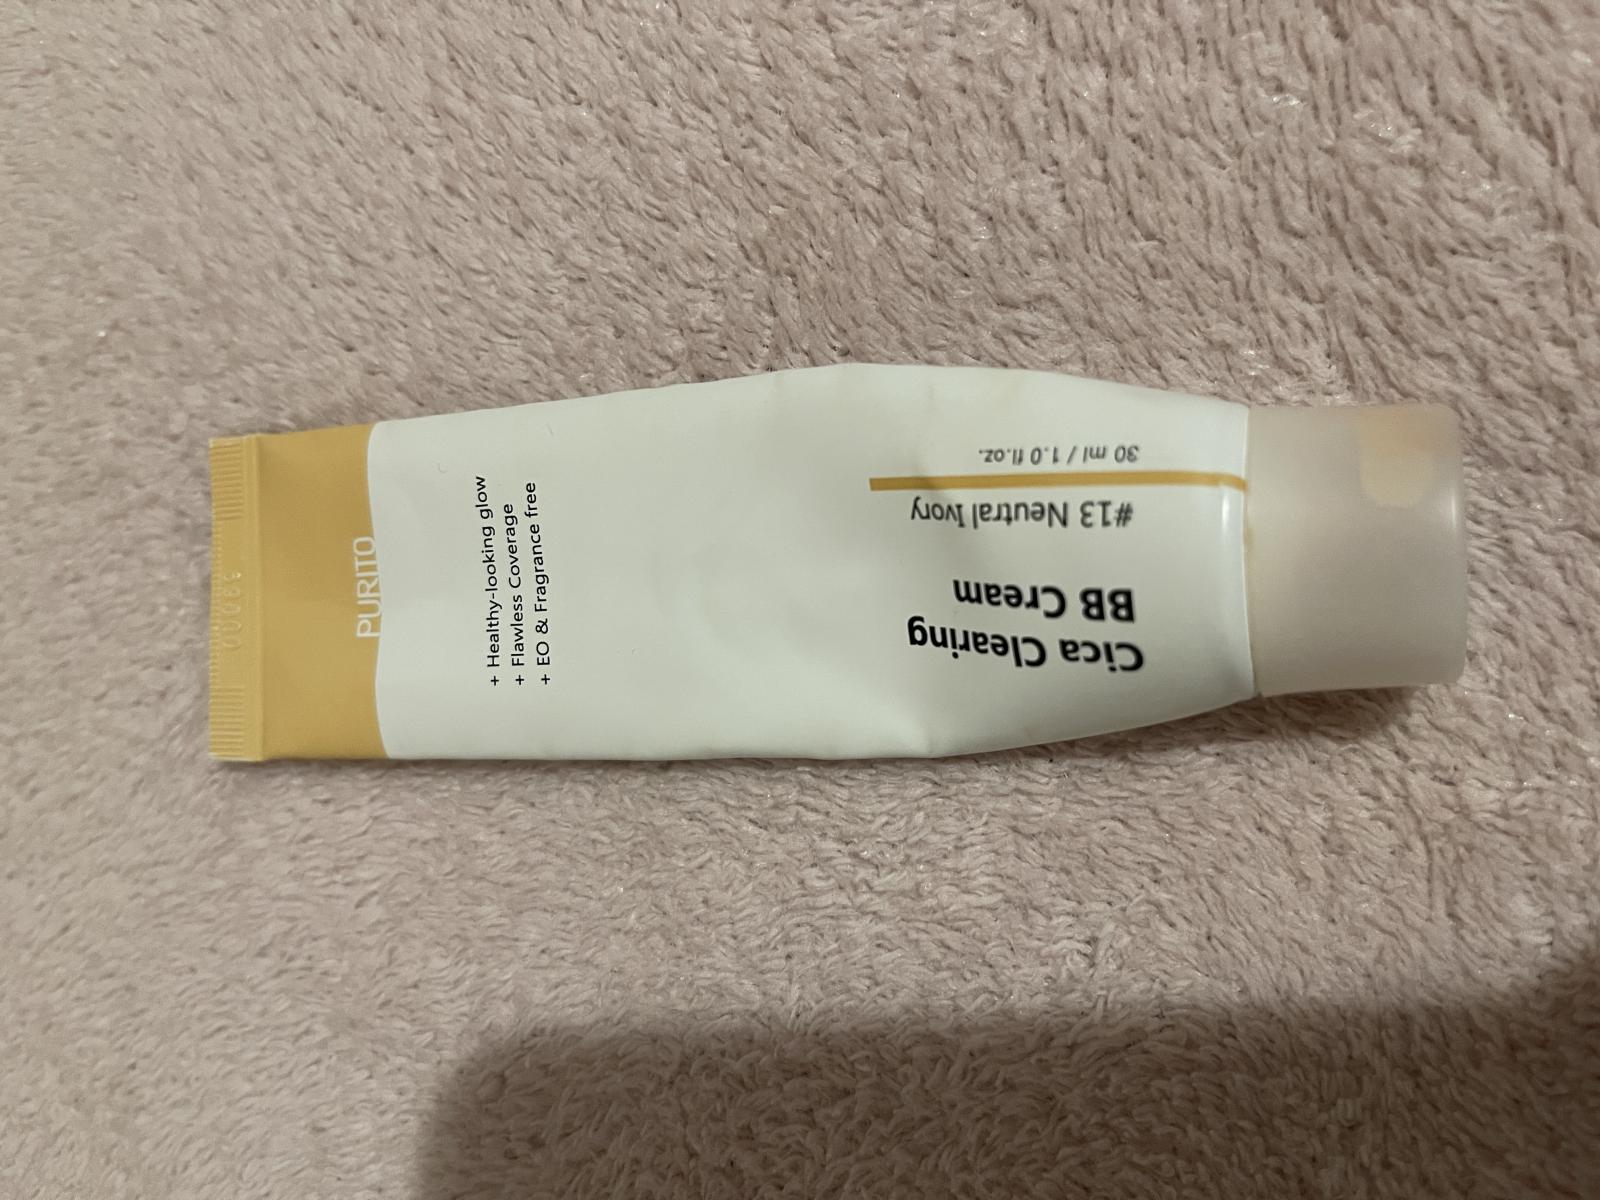 PURITO
+ Healthy-looking glow
+ Flawless Coverage
+ EO & Fragrance free
Cica Clearing
BB Cream
#13 Neutral Ivory
30 ml / 1.0 fl.oz.